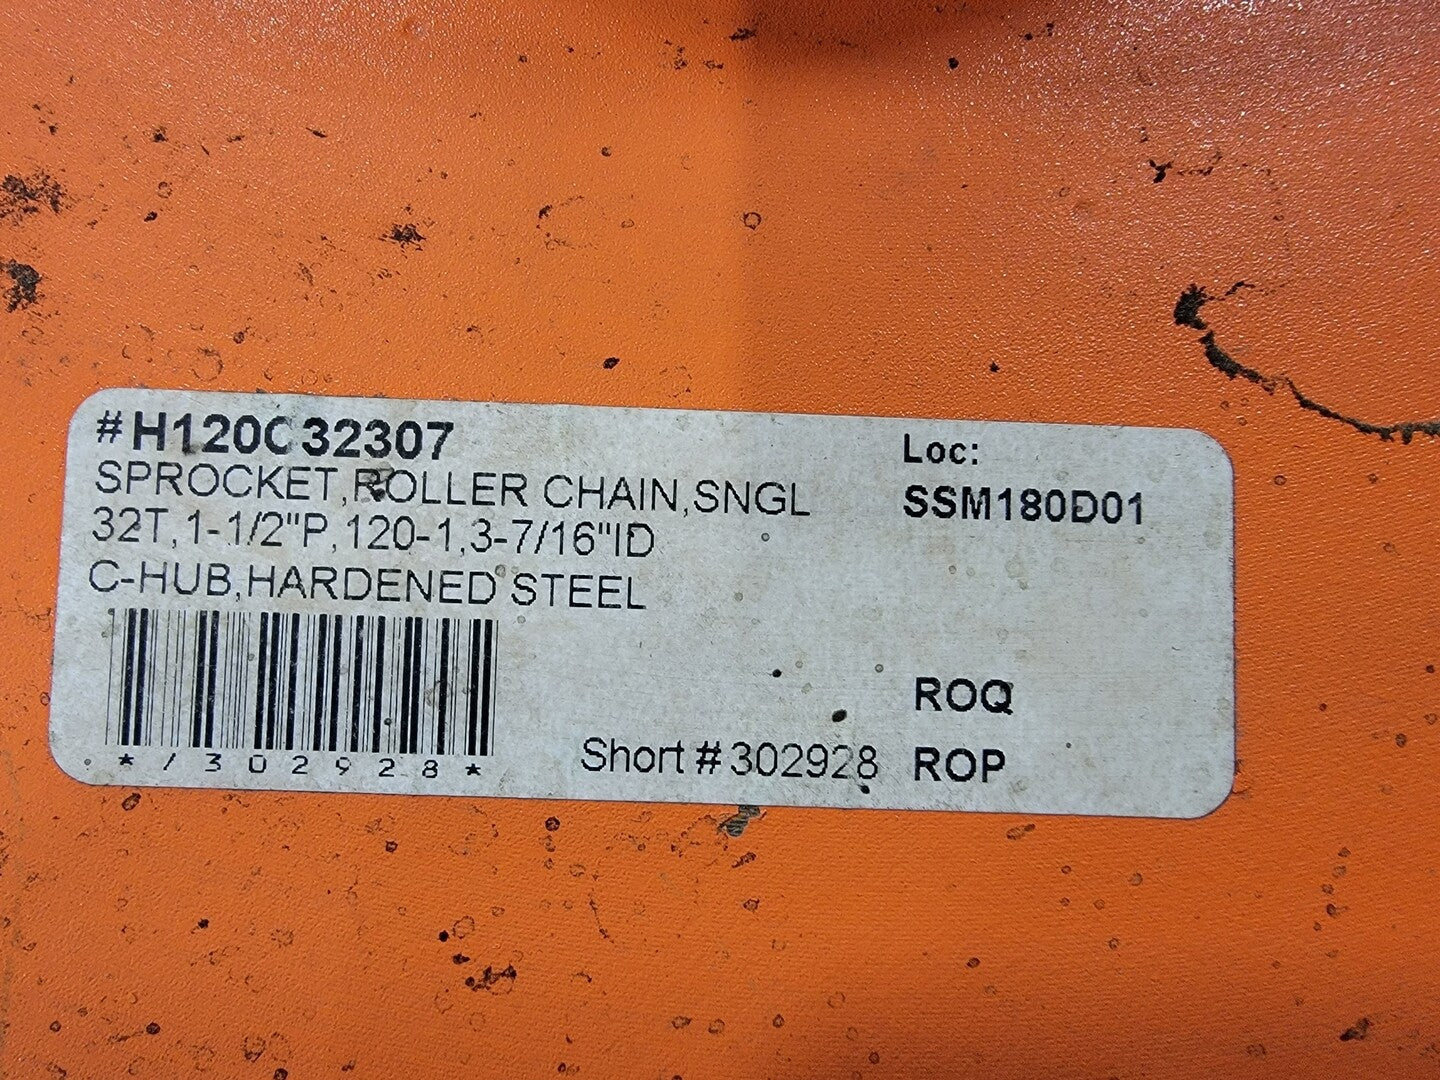 #H120C32307
SPROCKET,ROLLER CHAIN,SNGL
32T,1-1/2"P,120-1,3-7/16"ID
C-HUB,HARDENED STEEL
*/302928*
Short #302928
Loc:
SSM180D01
ROQ
ROP